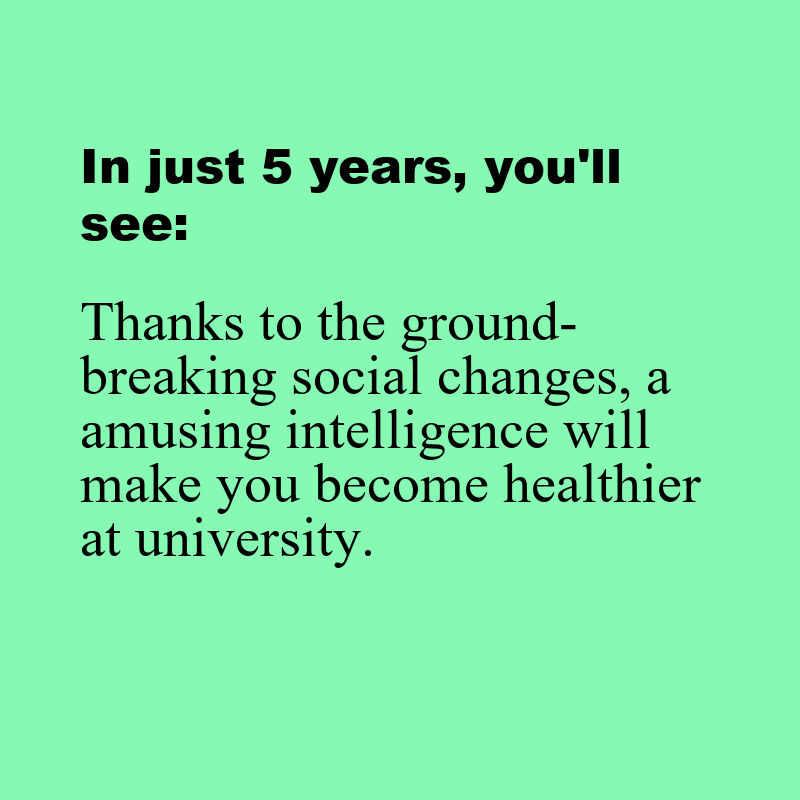 In just 5 years, you'll
see:
Thanks to the ground-
breaking social changes, a
amusing intelligence will
make you become healthier
at university.